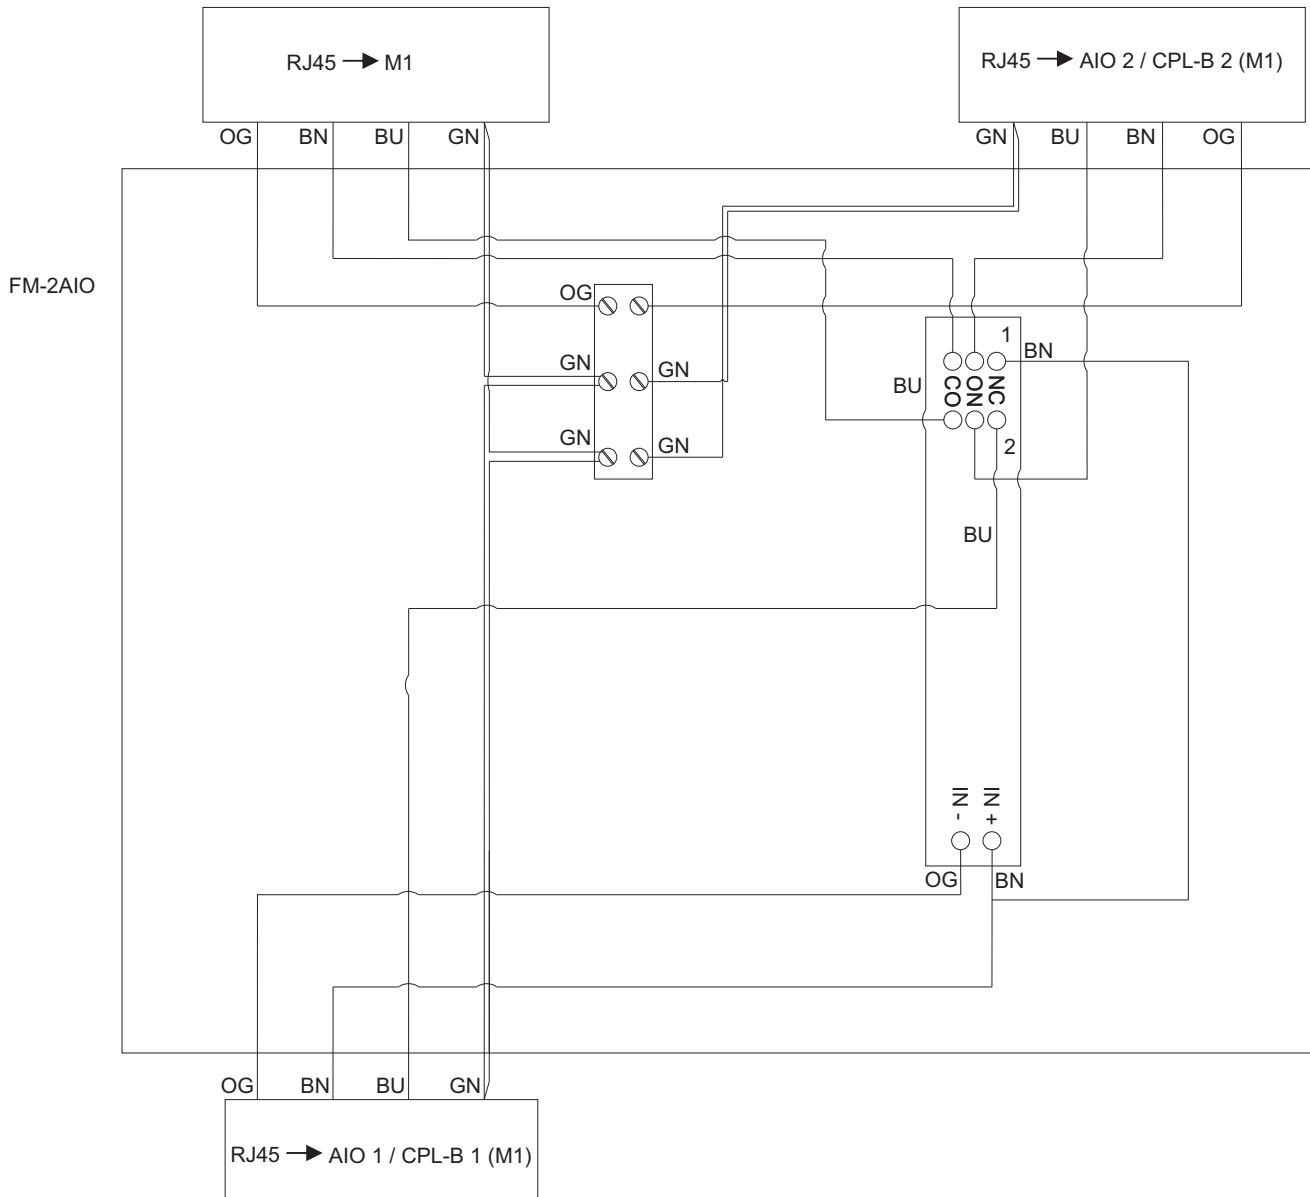 RJ45 → M1
RJ45 → AIO 2 / CPL-B 2 (M1)
OG BN BU GN
GN BU BN OG
FM-2AIO
OG
GN
GN
GN
GN
1
BN
BU
CO ON NC
2
BU
IN - IN +
OG BN
OG BN BU GN
RJ45 → AIO 1 / CPL-B 1 (M1)